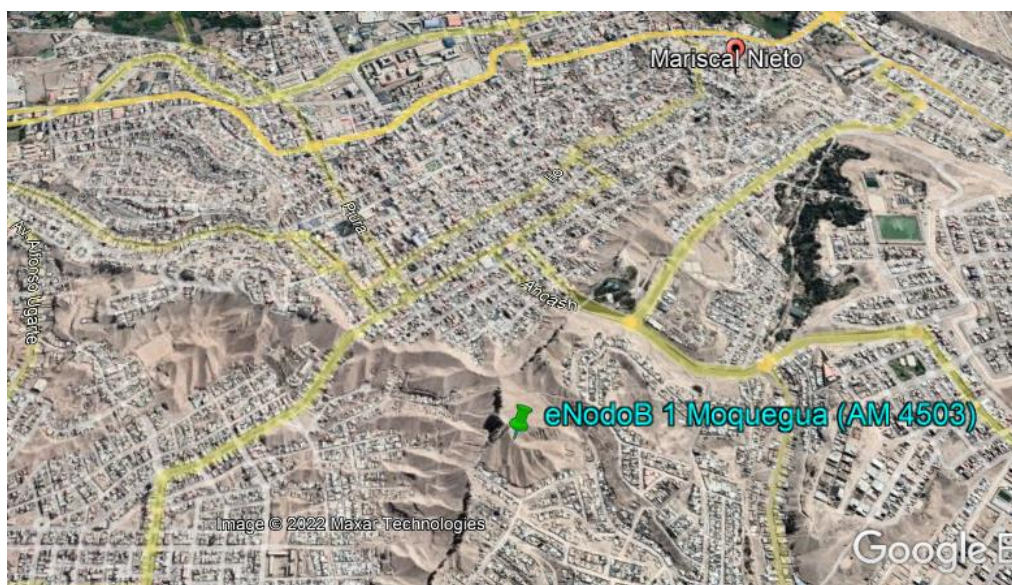 Mariscal Nieto
Piura
Av. Alfonso Ugarte
Ancash
eNodoB 1 Moquegua (AM 4503)
Image © 2022 Maxar Technologies
Google E